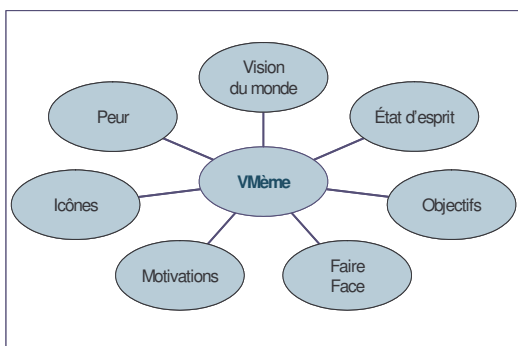 Vision
du monde
Peur
État d'esprit
VMème
Icônes
Objectifs
Motivations
Faire
Face